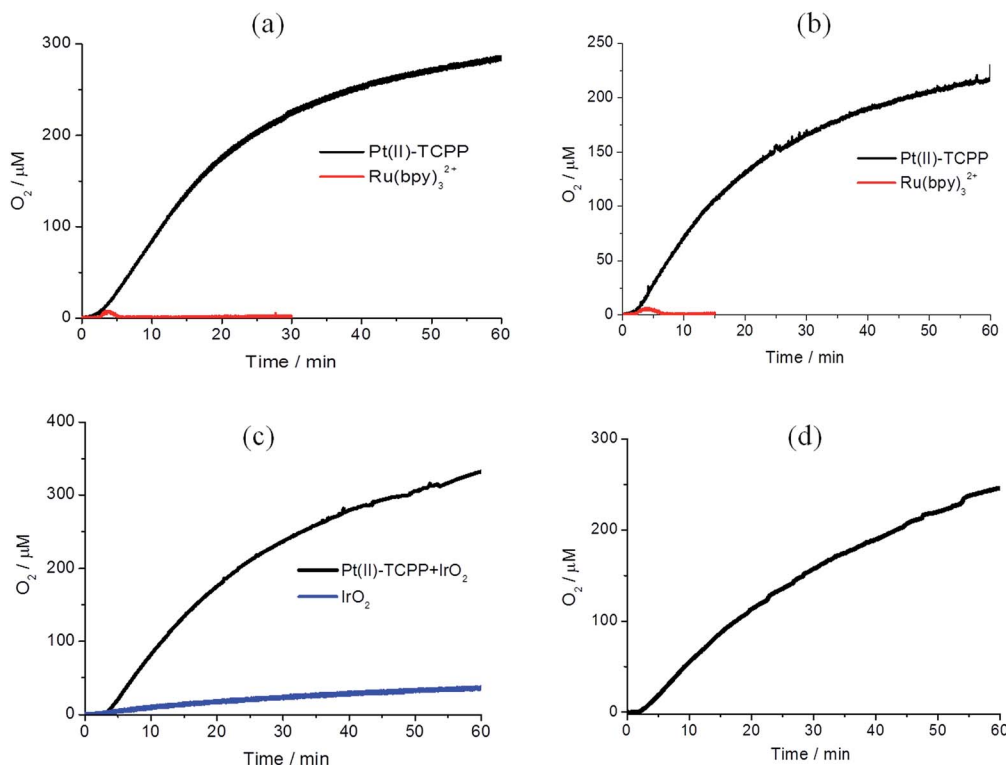 (a)
300
200
100
0
O₂ / μM
Pt(II)-TCPP
Ru(bpy)₃²⁺
0 10 20 30 40 50 60
Time / min
(b)
250
200
150
100
50
0
O₂ / μM
Pt(II)-TCPP
Ru(bpy)₃²⁺
0 10 20 30 40 50 60
Time / min
(c)
400
300
200
100
0
O₂ / μM
Pt(II)-TCPP+IrO₂
IrO₂
0 10 20 30 40 50 60
Time / min
(d)
300
200
100
0
O₂ / μM
0 10 20 30 40 50 60
Time / min